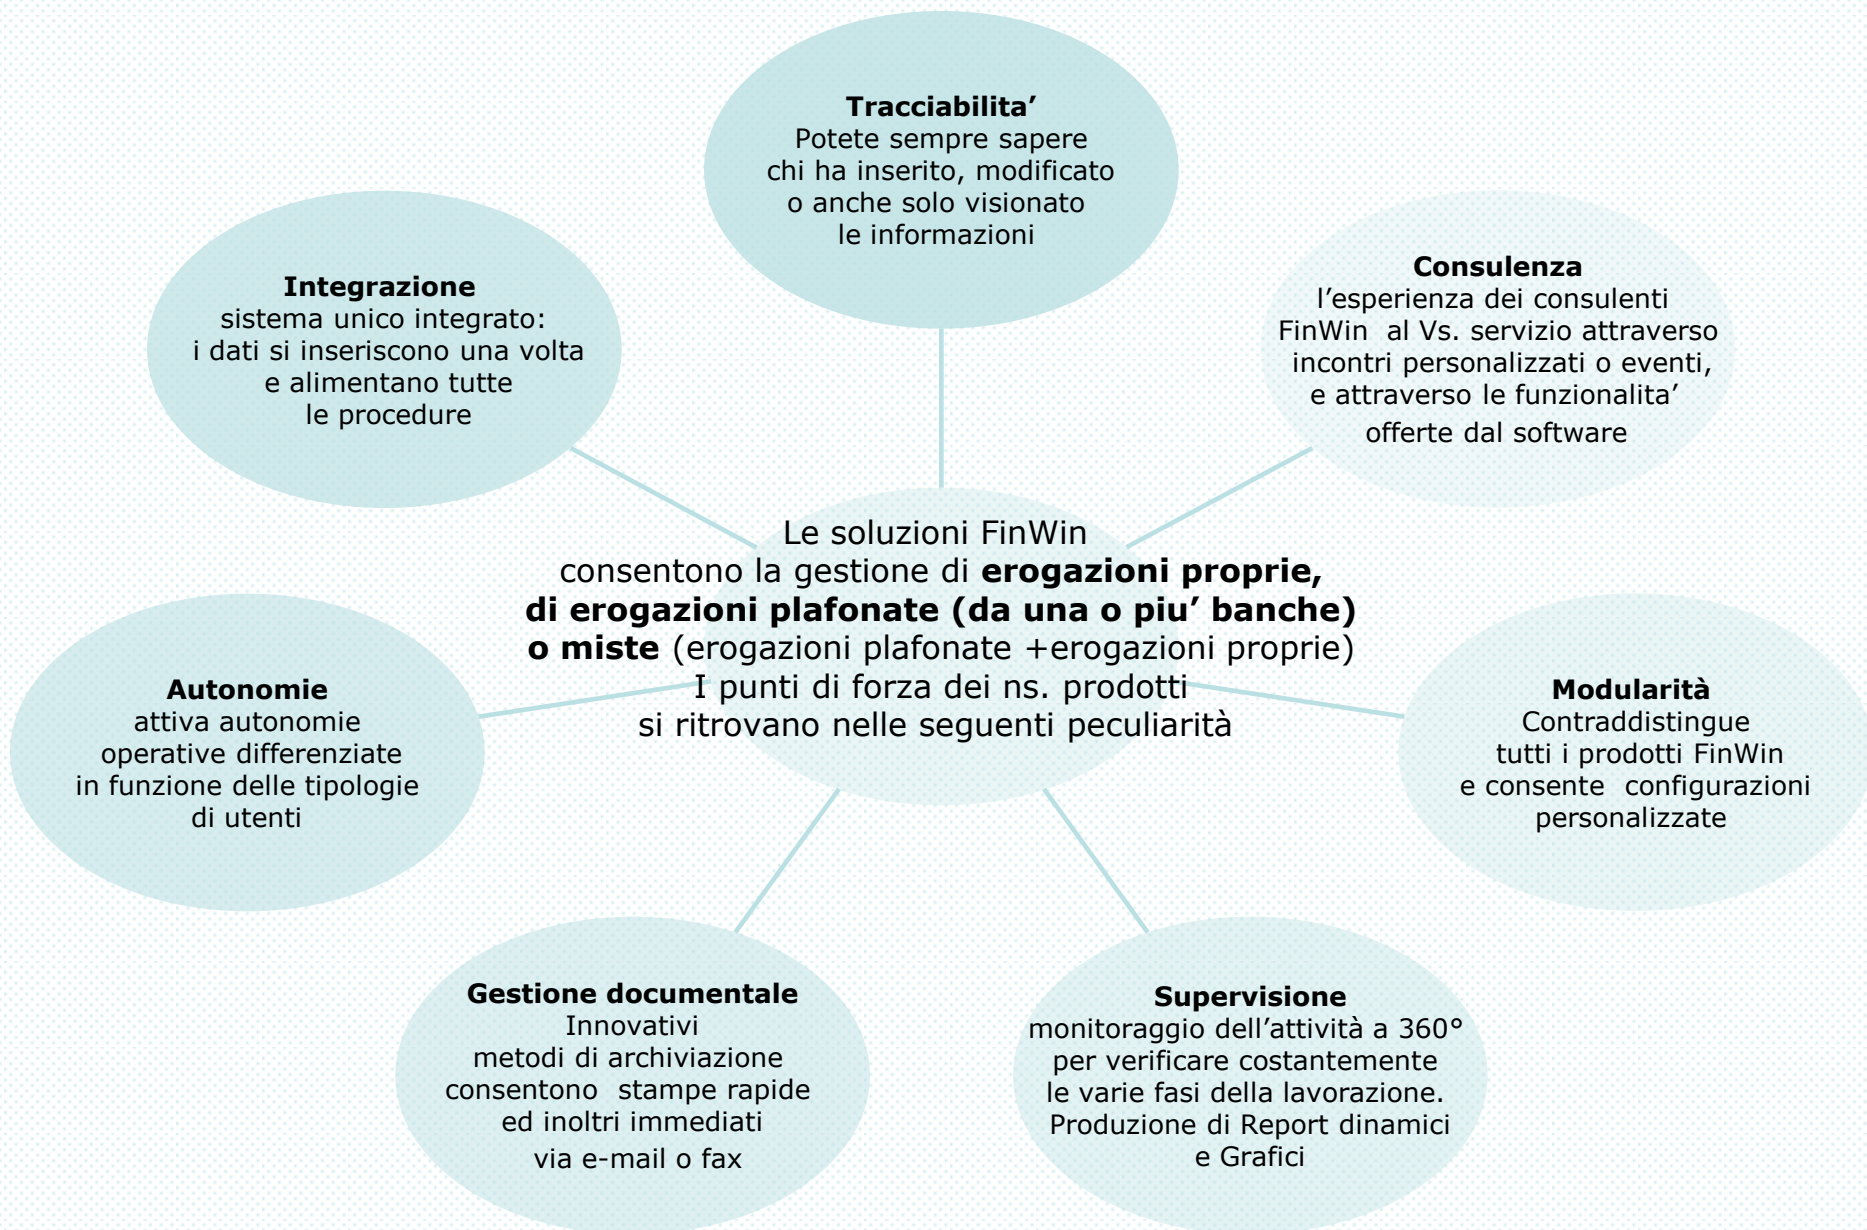 Tracciabilita’
Potete sempre sapere
chi ha inserito, modificato
o anche solo visionato
le informazioni
Integrazione
sistema unico integrato:
i dati si inseriscono una volta
e alimentano tutte
le procedure
Consulenza
l’esperienza dei consulenti
FinWin  al Vs. servizio attraverso
incontri personalizzati o eventi,
e attraverso le funzionalita’
offerte dal software
Le soluzioni FinWin
consentono la gestione di erogazioni proprie,
di erogazioni plafonate (da una o piu’ banche)
o miste (erogazioni plafonate +erogazioni proprie)
I punti di forza dei ns. prodotti
si ritrovano nelle seguenti peculiarità
Autonomie
attiva autonomie
operative differenziate
in funzione delle tipologie
di utenti
Modularità
Contraddistingue
tutti i prodotti FinWin
e consente  configurazioni
personalizzate
Gestione documentale
Innovativi
metodi di archiviazione
consentono  stampe rapide
ed inoltri immediati
via e-mail o fax
Supervisione
monitoraggio dell’attività a 360°
per verificare costantemente
le varie fasi della lavorazione.
Produzione di Report dinamici
e Grafici